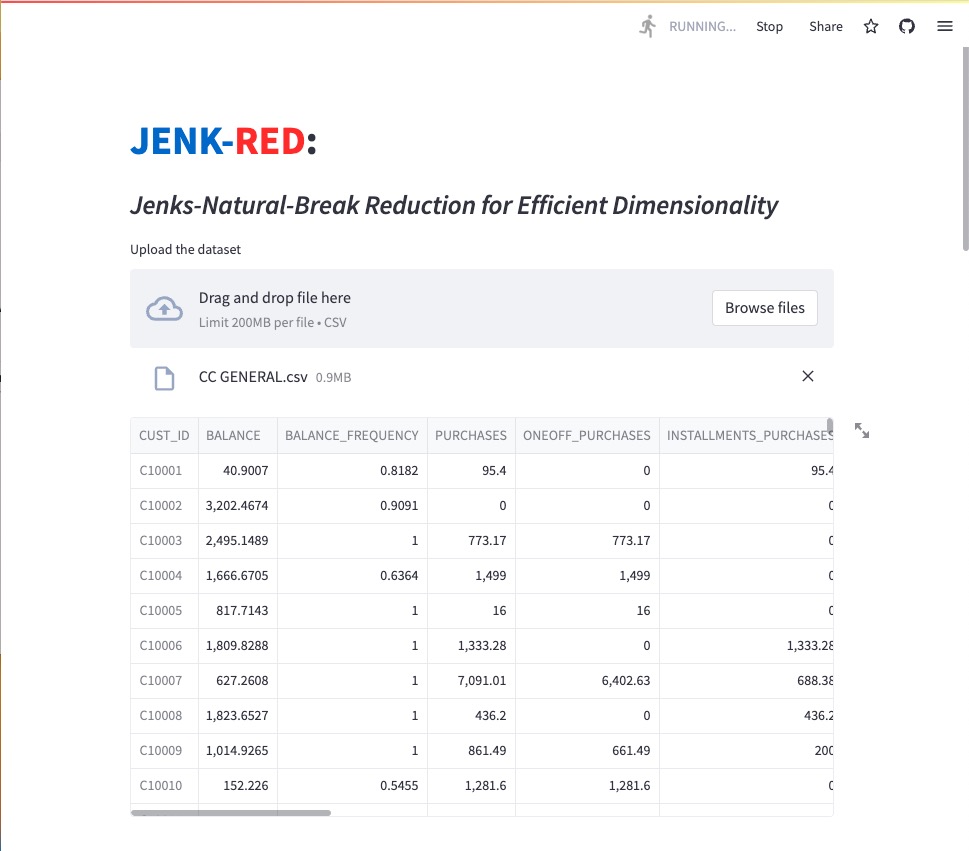 RUNNING... Stop Share
JENK-RED:
Jenks-Natural-Break Reduction for Efficient Dimensionality
Upload the dataset
Drag and drop file here
Limit 200MB per file • CSV
Browse files
CC GENERAL.csv 0.9MB
CUST_ID BALANCE BALANCE_FREQUENCY PURCHASES ONEOFF_PURCHASES INSTALLMENTS_PURCHASES
C10001 40.9007 0.8182 95.4 0 95.4
C10002 3,202.4674 0.9091 0 0 0
C10003 2,495.1489 1 773.17 773.17 0
C10004 1,666.6705 0.6364 1,499 1,499 0
C10005 817.7143 1 16 16 0
C10006 1,809.8288 1 1,333.28 0 1,333.28
C10007 627.2608 1 7,091.01 6,402.63 688.38
C10008 1,823.6527 1 436.2 0 436.2
C10009 1,014.9265 1 861.49 661.49 200
C10010 152.226 0.5455 1,281.6 1,281.6 0